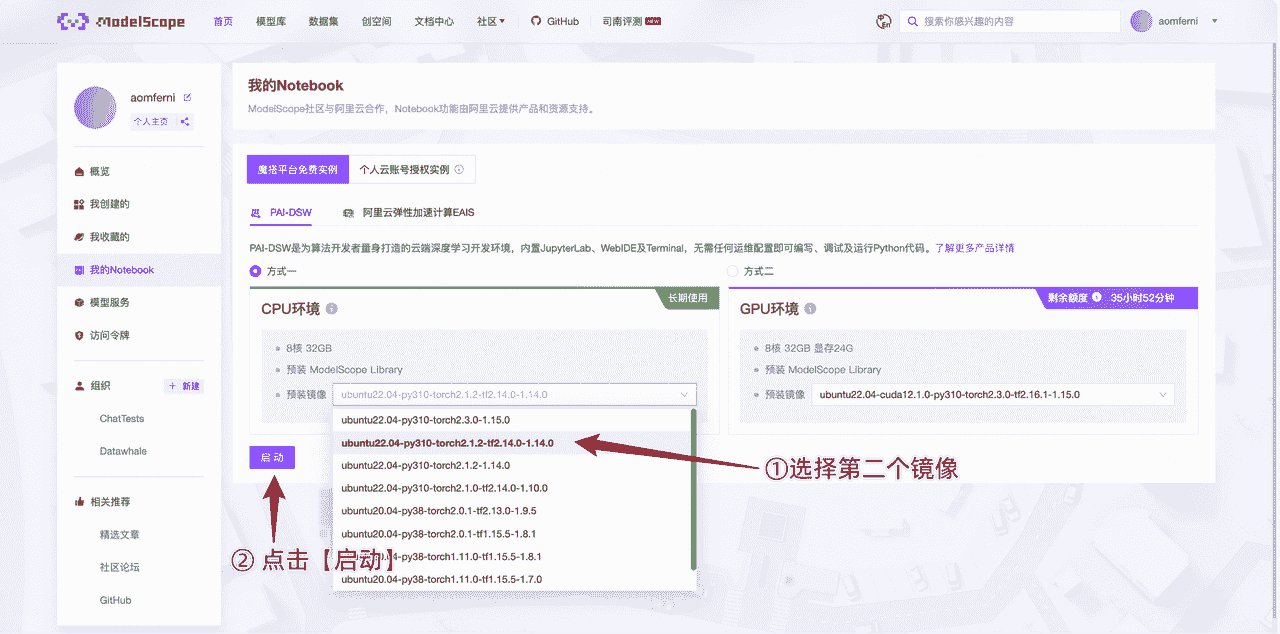 ModelScope 首页 模型库 数据集 创空间 文档中心 社区 GitHub 司南评测 NEW En 搜索你感兴趣的内容 aomferni
aomferni
个人主页
概览
我创建的
我收藏的
我的Notebook
模型服务
访问令牌
组织 + 新建
ChatTests
Datawhale
相关推荐
精选文章
社区论坛
GitHub
我的Notebook
ModelScope社区与阿里云合作，Notebook功能由阿里云提供产品和资源支持。
魔搭平台免费实例 个人云账号授权实例
PAI-DSW 阿里云弹性加速计算EAIS
PAI-DSW是为算法开发者量身打造的云端深度学习开发环境，内置JupyterLab、WebIDE及Terminal，无需任何运维配置即可编写、调试及运行Python代码。了解更多产品详情
方式一
长期使用
CPU环境
8核 32GB
预装 ModelScope Library
预装镜像 ubuntu22.04-py310-torch2.1.2-tf2.14.0-1.14.0
ubuntu22.04-py310-torch2.3.0-1.15.0
ubuntu22.04-py310-torch2.1.2-tf2.14.0-1.14.0
ubuntu22.04-py310-torch2.1.2-1.14.0
ubuntu22.04-py310-torch2.1.0-tf2.14.0-1.10.0
ubuntu20.04-py38-torch2.0.1-tf2.13.0-1.9.5
ubuntu20.04-py38-torch2.0.1-tf1.15.5-1.8.1
ubuntu20.04-py38-torch1.11.0-tf1.15.5-1.8.1
ubuntu20.04-py38-torch1.11.0-tf1.15.5-1.7.0
启动
方式二
剩余额度 35小时52分钟
GPU环境
8核 32GB 显存24G
预装 ModelScope Library
预装镜像 ubuntu22.04-cuda12.1.0-py310-torch2.3.0-tf2.16.1-1.15.0
①选择第二个镜像
② 点击【启动】